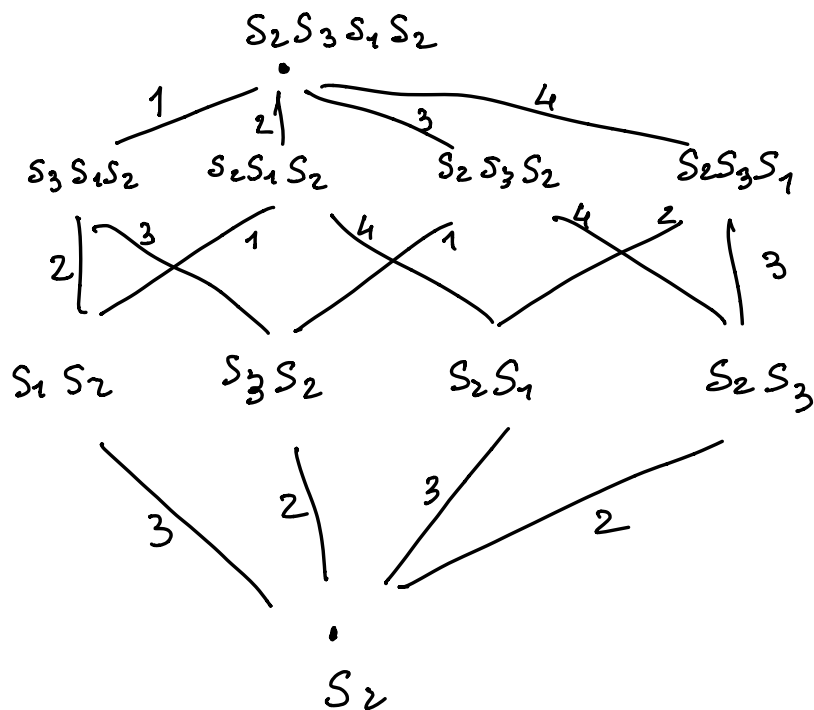 S₂S₃S₁S₂
1 2 3 4
S₃S₁S₂ S₂S₁S₂ S₂S₃S₂ S₂S₃S₁
2 3 1 4 1 4 2 3
S₁S₂ S₃S₂ S₂S₁ S₂S₃
3 2 3 2
S₂